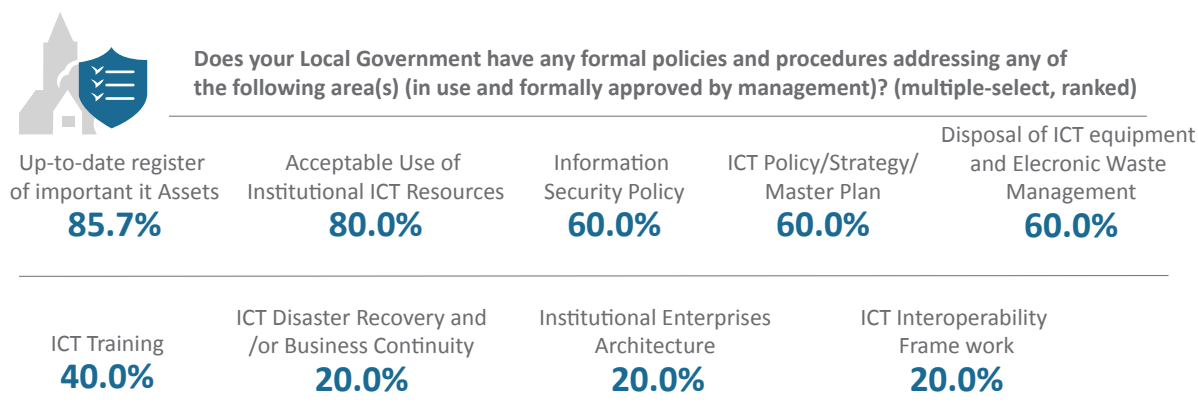 Does your Local Government have any formal policies and procedures addressing any of
the following area(s) (in use and formally approved by management)? (multiple-select, ranked)
Up-to-date register
of important it Assets
85.7%
Acceptable Use of
Institutional ICT Resources
80.0%
Information
Security Policy
60.0%
ICT Policy/Strategy/
Master Plan
60.0%
Disposal of ICT equipment
and Elecronic Waste
Management
60.0%
ICT Training
40.0%
ICT Disaster Recovery and
/or Business Continuity
20.0%
Institutional Enterprises
Architecture
20.0%
ICT Interoperability
Frame work
20.0%